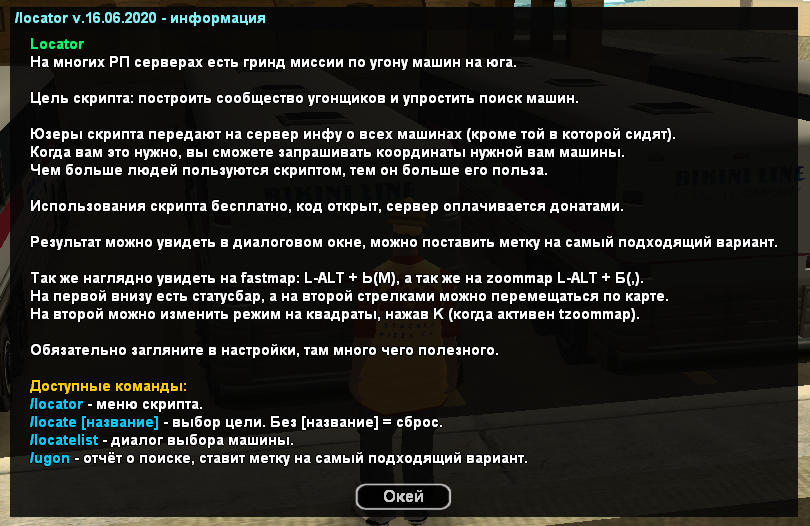 /locator v.16.06.2020 - информация
Locator
На многих РП серверах есть гринд миссии по угону машин на юга.
Цель скрипта: построить сообщество угонщиков и упростить поиск машин.
Юзеры скрипта передают на сервер инфу о всех машинах (кроме той в которой сидят).
Когда вам это нужно, вы сможете запрашивать координаты нужной вам машины.
Чем больше людей пользуются скриптом, тем он больше его польза.
BIKINI LINE
BIKINI LINE
Использования скрипта бесплатно, код открыт, сервер оплачивается донатами.
Результат можно увидеть в диалоговом окне, можно поставить метку на самый подходящий вариант.
Так же наглядно увидеть на fastmap: L-ALT + Ь(M), а так же на zoommap L-ALT + Б(,).
На первой внизу есть статусбар, а на второй стрелками можно перемещаться по карте.
На второй можно изменить режим на квадраты, нажав K (когда активен tzoommap).
Обязательно загляните в настройки, там много чего полезного.
Доступные команды:
/locator - меню скрипта.
/locate [название] - выбор цели. Без [название] = сброс.
/locatelist - диалог выбора машины.
/ugon - отчёт о поиске, ставит метку на самый подходящий вариант.
Окей